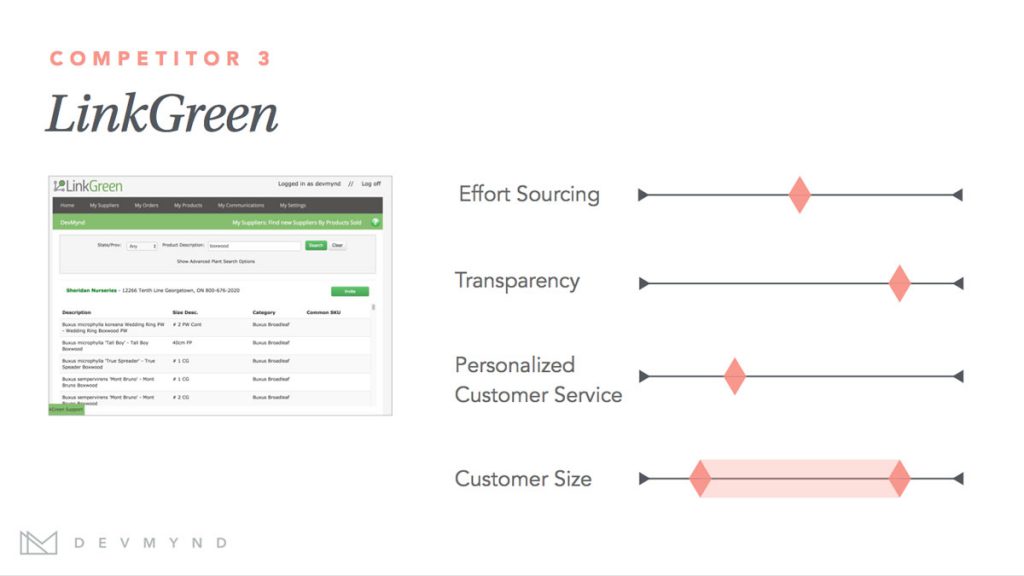 COMPETITOR 3
LinkGreen
LinkGreen
Logged in as devmynd // Log off
Home My Suppliers My Orders My Products My Communications My Settings
DevMynd My Suppliers: Find new Suppliers By Products Sold ?
State/Prov: Any Product Description: boxwood Search Clear
Show Advanced Plant Search Options
Sheridan Nurseries - 12266 Tenth Line Georgetown, ON 800-676-2020 Invite
Description Size Desc. Category Common SKU
Buxus microphylla koreana Wedding Ring PW # 2 PW Cont Buxus Broadleaf
- Wedding Ring Boxwood PW
Buxus microphylla 'Tall Boy' - Tall Boy 40cm FP Buxus Broadleaf
Boxwood
Buxus microphylla 'True Spreader' - True # 1 CG Buxus Broadleaf
Spreader Boxwood
Buxus sempervirens 'Mont Bruno' - Mont # 1 CG Buxus Broadleaf
Bruno Boxwood
Buxus sempervirens 'Mont Bruno' - Mont # 2 CG Buxus Broadleaf
Bruno Boxwood
Support
Effort Sourcing
Transparency
Personalized
Customer Service
Customer Size
DEVMYND